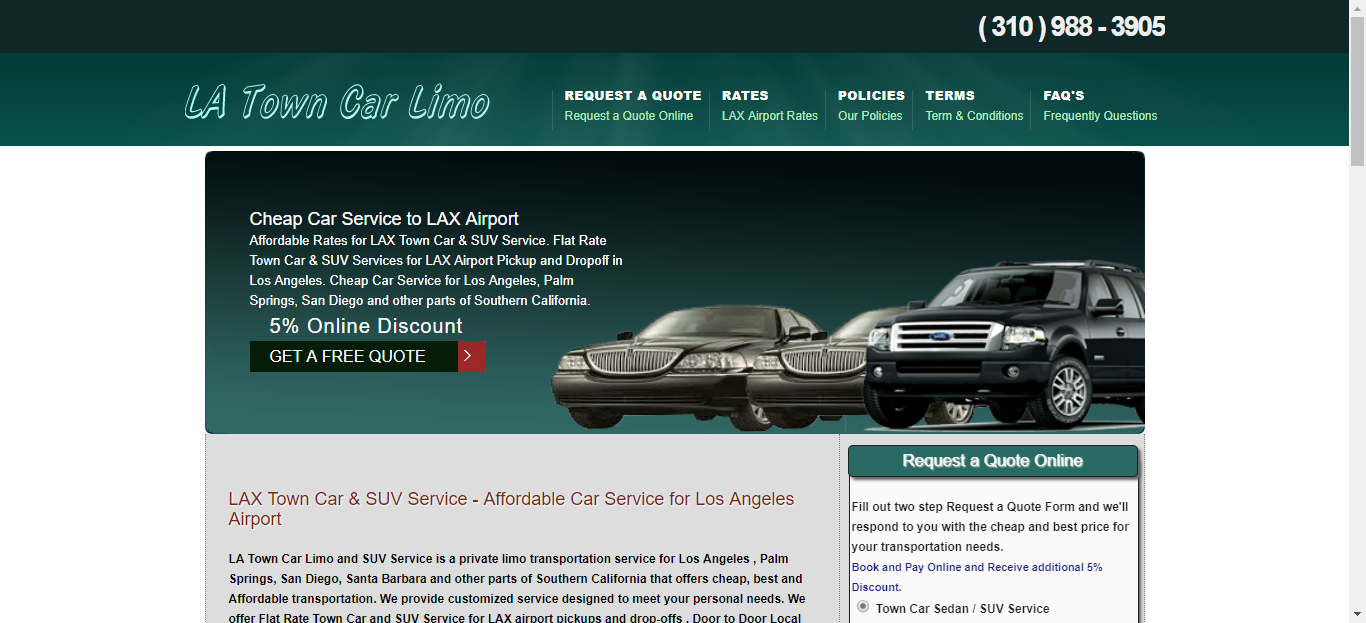 ( 310 ) 988 - 3905
LA Town Car Limo
REQUEST A QUOTE
Request a Quote Online
RATES
LAX Airport Rates
POLICIES
Our Policies
TERMS
Term & Conditions
FAQ'S
Frequently Questions
Cheap Car Service to LAX Airport
Affordable Rates for LAX Town Car & SUV Service. Flat Rate
Town Car & SUV Services for LAX Airport Pickup and Dropoff in
Los Angeles. Cheap Car Service for Los Angeles, Palm
Springs, San Diego and other parts of Southern California.
5% Online Discount
GET A FREE QUOTE
LAX Town Car & SUV Service - Affordable Car Service for Los Angeles
Airport
LA Town Car Limo and SUV Service is a private limo transportation service for Los Angeles , Palm
Springs, San Diego, Santa Barbara and other parts of Southern California that offers cheap, best and
Affordable transportation. We provide customized service designed to meet your personal needs. We
offer Flat Rate Town Car and SUV Service for LAX airport pickups and drop-offs , Door to Door Local
Request a Quote Online
Fill out two step Request a Quote Form and we'll
respond to you with the cheap and best price for
your transportation needs.
Book and Pay Online and Receive additional 5%
Discount.
Town Car Sedan / SUV Service